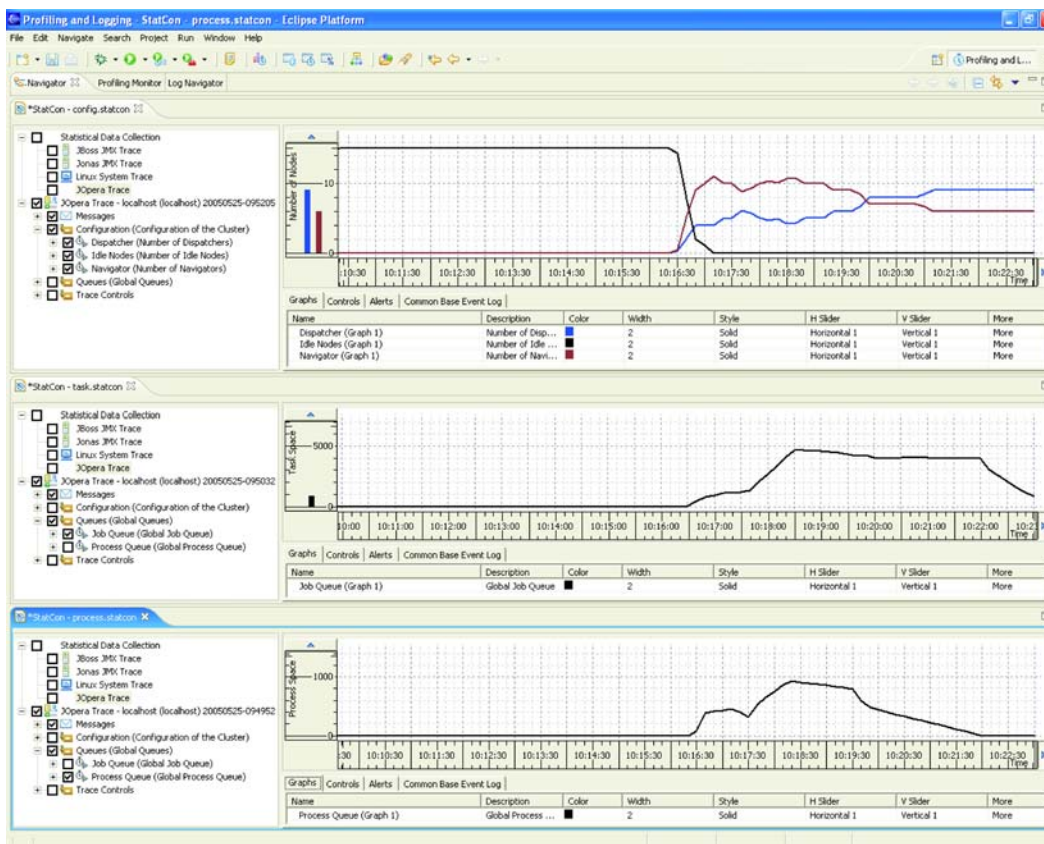 Profiling and Logging - StatCon - process.statcon - Eclipse Platform
File Edit Navigate Search Project Run Window Help
Profiling and L...
Navigator Profiling Monitor Log Navigator
*StatCon - config.statcon
Statistical Data Collection
JBoss JMX Trace
Jonas JMX Trace
Linux System Trace
JOpera Trace
JOpera Trace - localhost (localhost) 20050525-095205
Messages
Configuration (Configuration of the Cluster)
Dispatcher (Number of Dispatchers)
Idle Nodes (Number of Idle Nodes)
Navigator (Number of Navigators)
Queues (Global Queues)
Trace Controls
Number of Nodes
10
0
:10:30 10:11:30 10:12:30 10:13:30 10:14:30 10:15:30 10:16:30 10:17:30 10:18:30 10:19:30 10:20:30 10:21:30 10:22:30
Time
Graphs Controls Alerts Common Base Event Log
Name Description Color Width Style H Slider V Slider More
Dispatcher (Graph 1) Number of Disp... 2 Solid Horizontal 1 Vertical 1 More
Idle Nodes (Graph 1) Number of Idle ... 2 Solid Horizontal 1 Vertical 1 More
Navigator (Graph 1) Number of Navi... 2 Solid Horizontal 1 Vertical 1 More
*StatCon - task.statcon
Statistical Data Collection
JBoss JMX Trace
Jonas JMX Trace
Linux System Trace
JOpera Trace
JOpera Trace - localhost (localhost) 20050525-095032
Messages
Configuration (Configuration of the Cluster)
Queues (Global Queues)
Job Queue (Global Job Queue)
Process Queue (Global Process Queue)
Trace Controls
Task Space
5000
0
10:00 10:11:00 10:12:00 10:13:00 10:14:00 10:15:00 10:16:00 10:17:00 10:18:00 10:19:00 10:20:00 10:21:00 10:22:00 10:23
Time
Graphs Controls Alerts Common Base Event Log
Name Description Color Width Style H Slider V Slider More
Job Queue (Graph 1) Global Job Queue 2 Solid Horizontal 1 Vertical 1 More
*StatCon - process.statcon
Statistical Data Collection
JBoss JMX Trace
Jonas JMX Trace
Linux System Trace
JOpera Trace
JOpera Trace - localhost (localhost) 20050525-094952
Messages
Configuration (Configuration of the Cluster)
Queues (Global Queues)
Job Queue (Global Job Queue)
Process Queue (Global Process Queue)
Trace Controls
Process Space
1000
0
:30 10:10:30 10:11:30 10:12:30 10:13:30 10:14:30 10:15:30 10:16:30 10:17:30 10:18:30 10:19:30 10:20:30 10:21:30 10:22:30
Time
Graphs Controls Alerts Common Base Event Log
Name Description Color Width Style H Slider V Slider More
Process Queue (Graph 1) Global Process ... 2 Solid Horizontal 1 Vertical 1 More